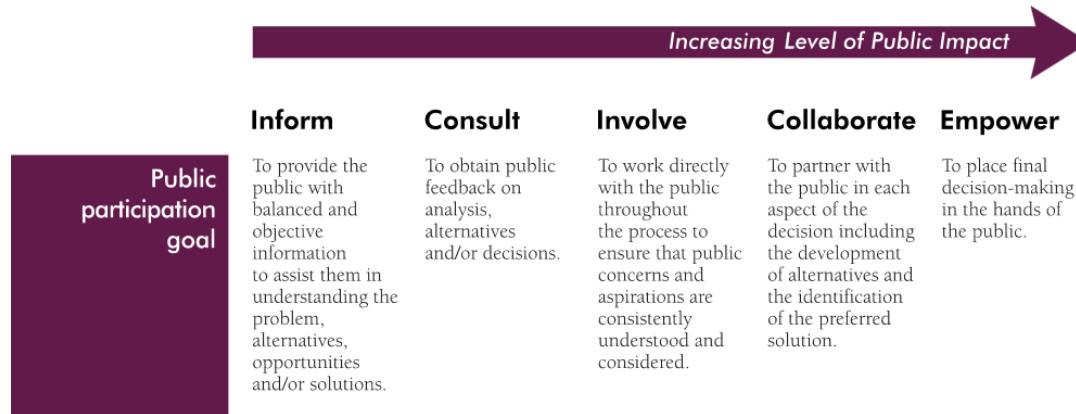 Increasing Level of Public Impact
Inform
Consult
Involve
Collaborate
Empower
Public
participation
goal
To provide the
public with
balanced and
objective
information
to assist them in
understanding the
problem,
alternatives,
opportunities
and/or solutions.
To obtain public
feedback on
analysis,
alternatives
and/or decisions.
To work directly
with the public
throughout
the process to
ensure that public
concerns and
aspirations are
consistently
understood and
considered.
To partner with
the public in each
aspect of the
decision including
the development
of alternatives and
the identification
of the preferred
solution.
To place final
decision-making
in the hands of
the public.